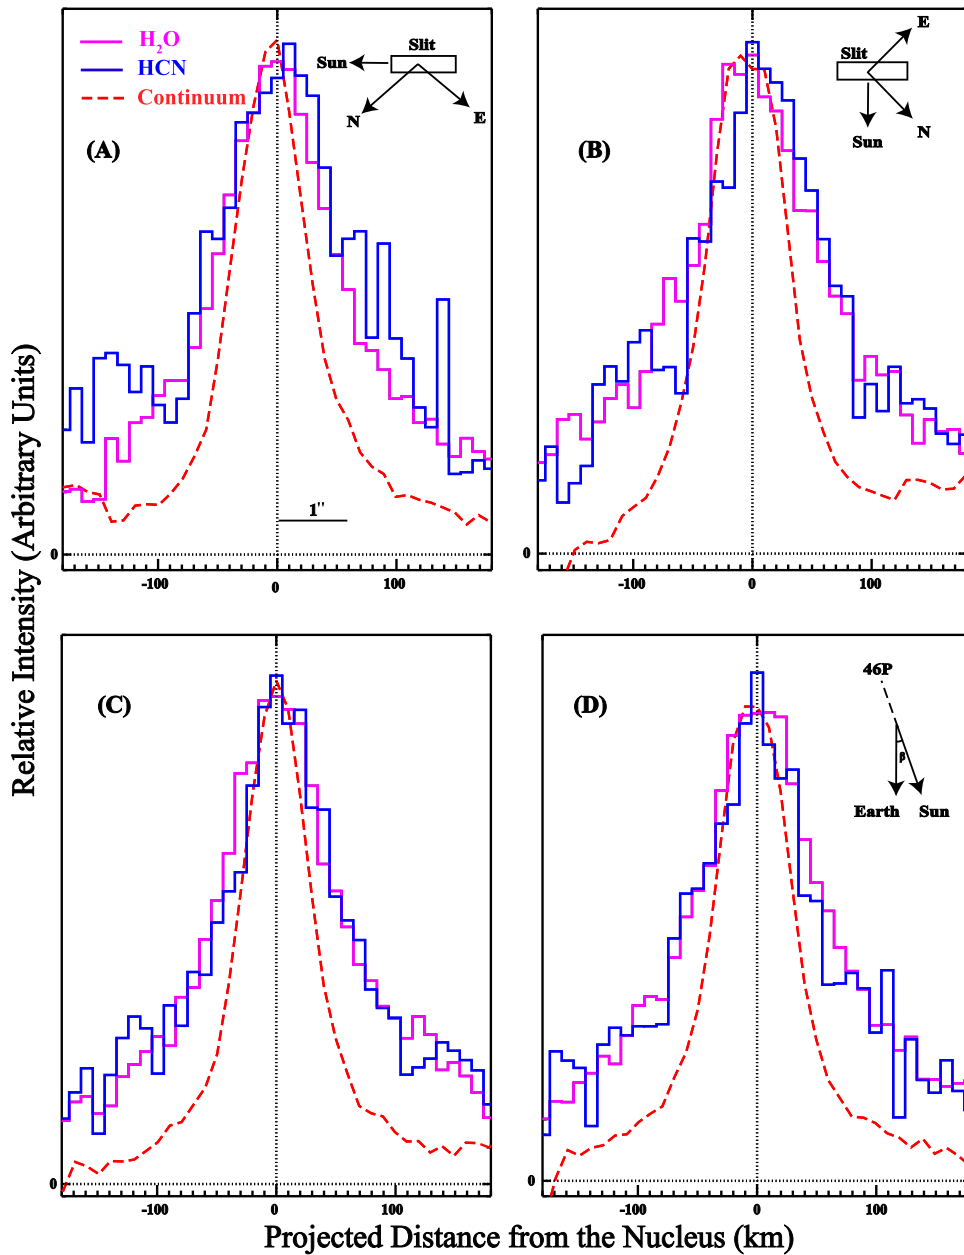 H2O
HCN
Continuum
Slit
Sun
N
E
(A)
1"
0
-100
0
100
E
Slit
Sun
N
(B)
0
-100
0
100
(C)
0
-100
0
100
46P
β
Earth Sun
(D)
0
-100
0
100
Relative Intensity (Arbitrary Units)
Projected Distance from the Nucleus (km)